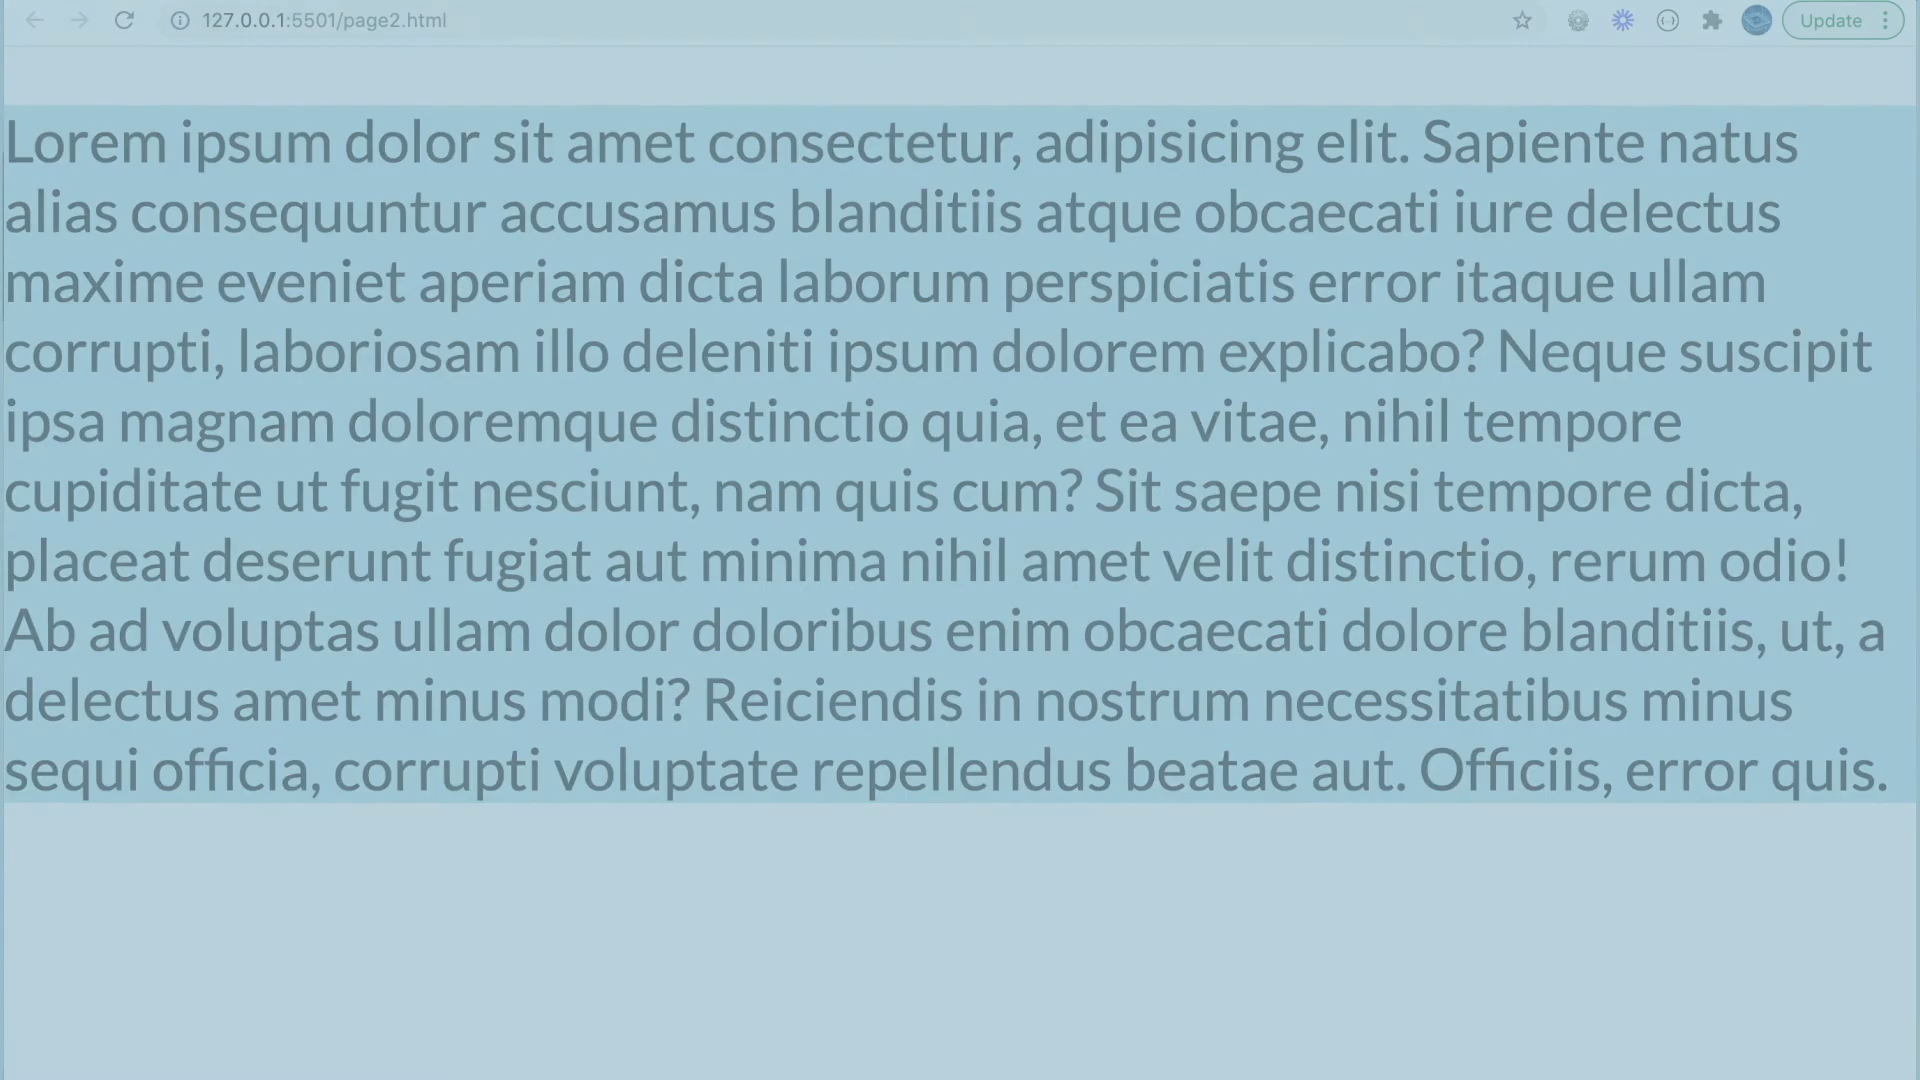 127.0.0.1:5501/page2.html
Update
Lorem ipsum dolor sit amet consectetur, adipisicing elit. Sapiente natus
alias consequuntur accusamus blanditiis atque obcaecati iure delectus
maxime eveniet aperiam dicta laborum perspiciatis error itaque ullam
corrupti, laboriosam illo deleniti ipsum dolorem explicabo? Neque suscipit
ipsa magnam doloremque distinctio quia, et ea vitae, nihil tempore
cupiditate ut fugit nesciunt, nam quis cum? Sit saepe nisi tempore dicta,
placeat deserunt fugiat aut minima nihil amet velit distinctio, rerum odio!
Ab ad voluptas ullam dolor doloribus enim obcaecati dolore blanditiis, ut, a
delectus amet minus modi? Reiciendis in nostrum necessitatibus minus
sequi officia, corrupti voluptate repellendus beatae aut. Officiis, error quis.